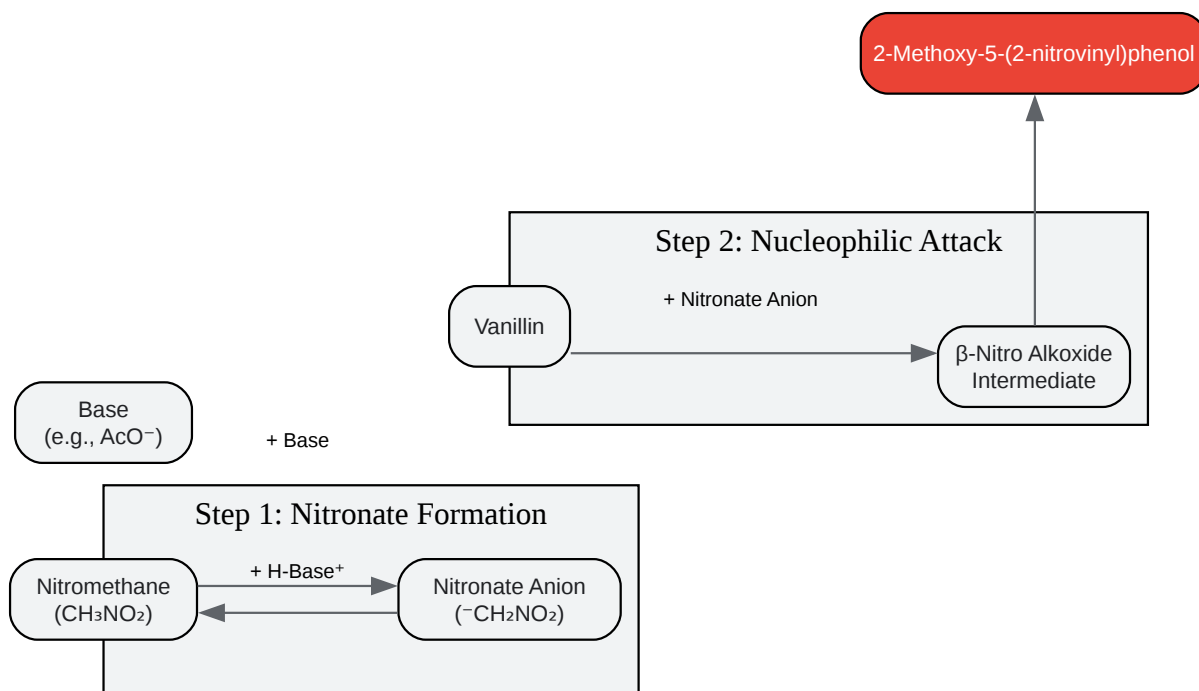 2-Methoxy-5-(2-nitrovinyl)phenol
Step 2: Nucleophilic Attack
+ Nitronate Anion
Vanillin
β-Nitro Alkoxide
Intermediate
Base
(e.g., AcO⁻)
+ Base
Step 1: Nitronate Formation
+ H-Base⁺
Nitromethane
(CH₃NO₂)
Nitronate Anion
(⁻CH₂NO₂)